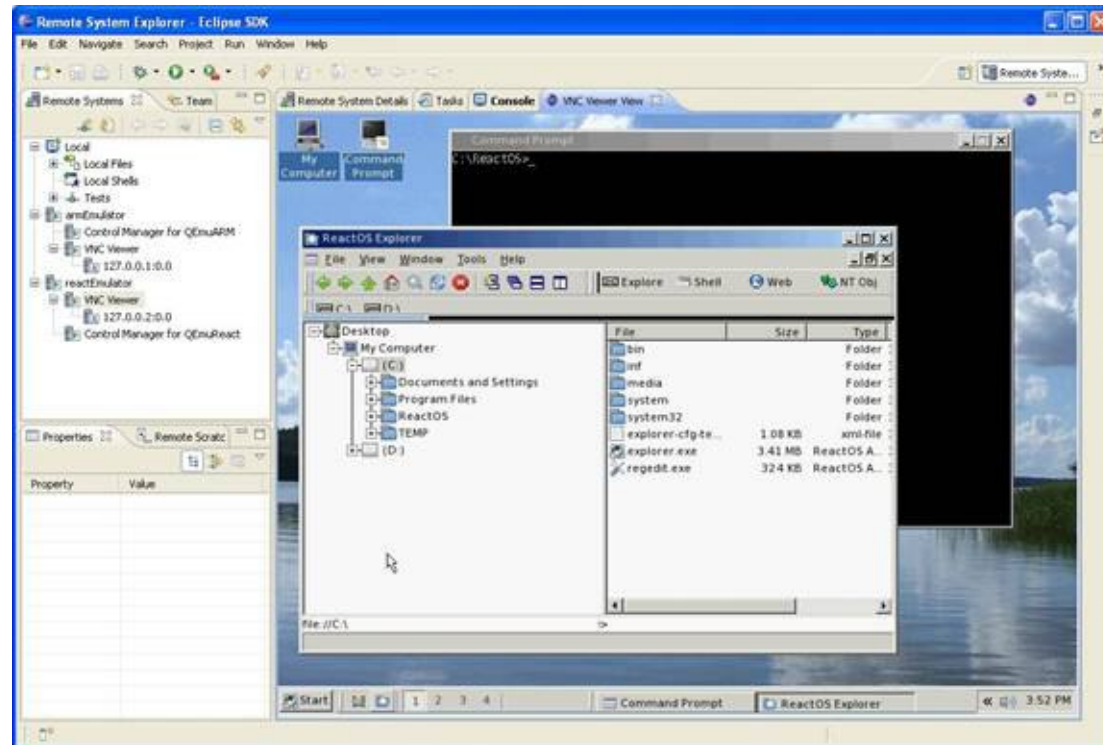 Remote System Explorer - Eclipse SDK
File Edit Navigate Search Project Run Window Help
Remote Syste...
Remote Systems Team
Remote System Details Tasks Console VNC Viewer View
Local
Local Files
Local Shells
Tests
armEmulator
Control Manager for QEmuARM
VNC Viewer
127.0.0.1:0.0
reactEmulator
VNC Viewer
127.0.0.2:0.0
Control Manager for QEmuReact
Properties Remote Scratc
Property Value
My Computer
Command Prompt
Command Prompt
C:\ReactOS>_
ReactOS Explorer
File View Window Tools Help
Explore Shell Web NT Obj
C:\ D:\
Desktop
My Computer
(C:)
Documents and Settings
Program Files
ReactOS
TEMP
(D:)
File Size Type
bin Folder
inf Folder
media Folder
system Folder
system32 Folder
explorer-cfg-te... 1.08 KB xml-file
explorer.exe 3.41 MB ReactOS A...
regedit.exe 324 KB ReactOS A...
file://C:\
Start 1 2 3 4 Command Prompt ReactOS Explorer 3:52 PM